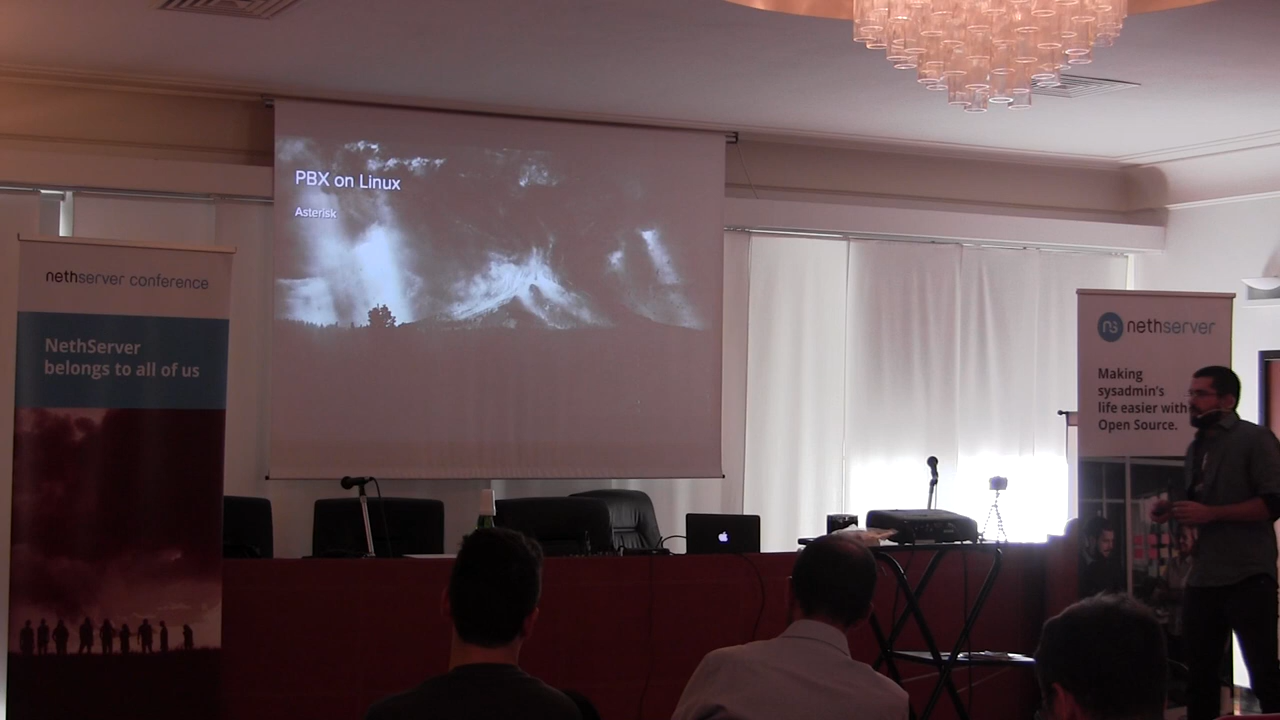 PBX on Linux
Asterisk
nethserver conference
NethServer
belongs to all of us
nethserver
Making
sysadmin's
life easier with
Open Source.